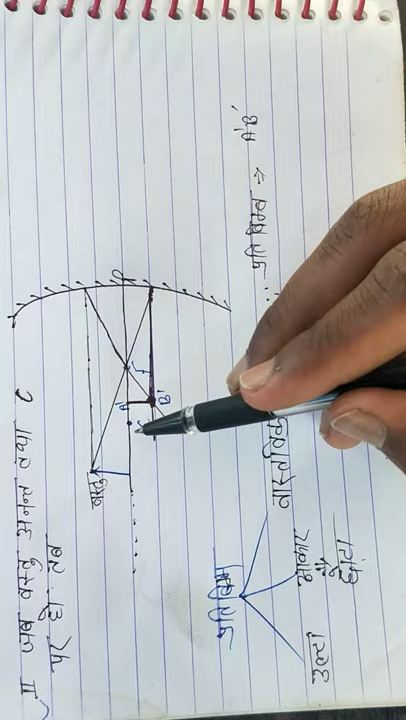 II जब वस्तु अनन्त तथा C
पर हो तब
वस्तु
A'
B'
C
F
P
∴ प्रतिबिम्ब ⇒ A'B'
प्रतिबिम्ब
उल्टा
आकार में छोटा
वास्तविक